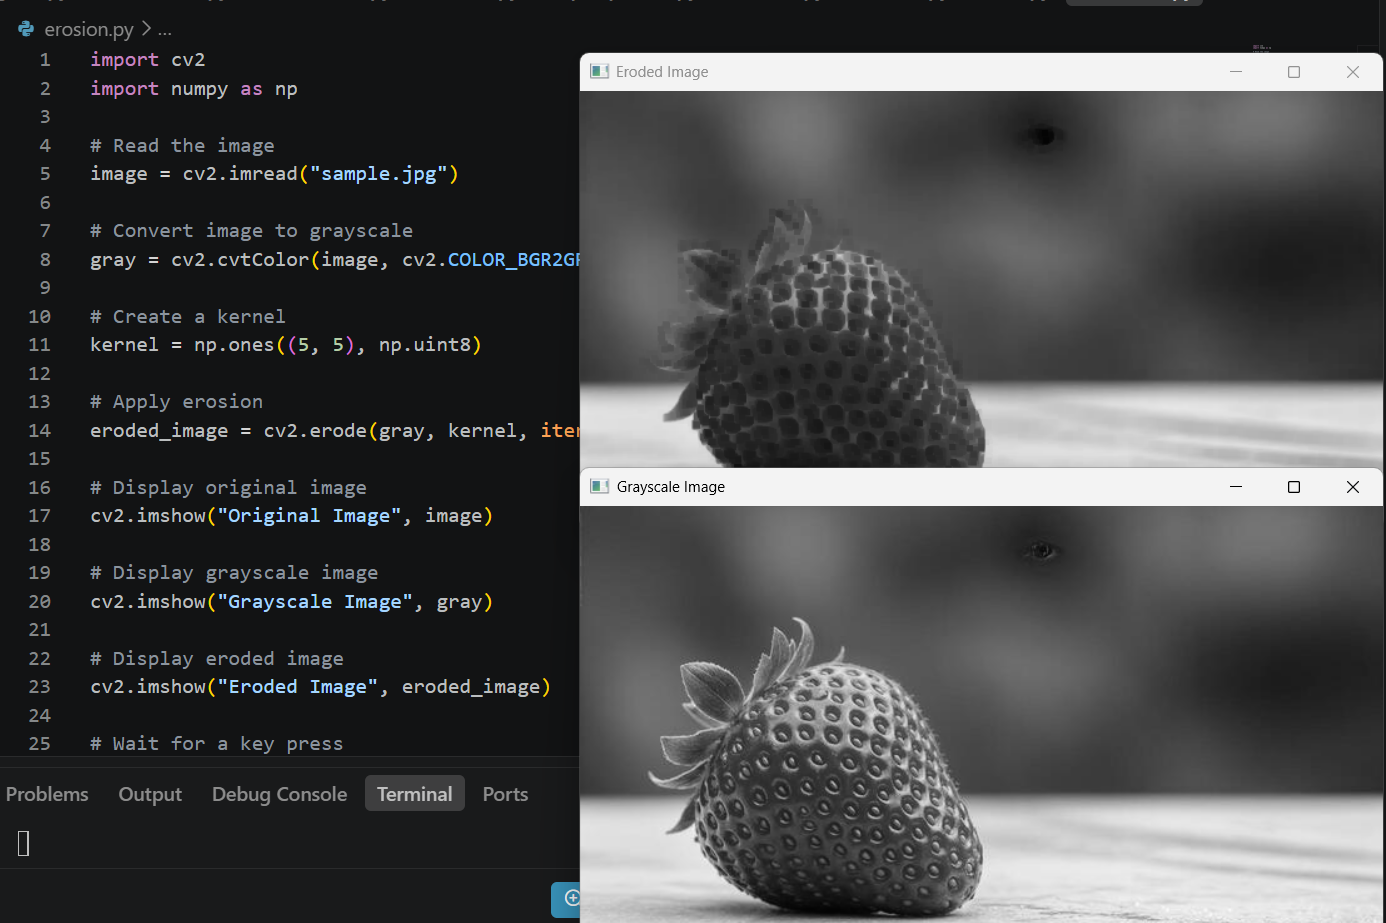 erosion.py > ...
1 import cv2
2 import numpy as np
3
4 # Read the image
5 image = cv2.imread("sample.jpg")
6
7 # Convert image to grayscale
8 gray = cv2.cvtColor(image, cv2.COLOR_BGR2GR
9
10 # Create a kernel
11 kernel = np.ones((5, 5), np.uint8)
12
13 # Apply erosion
14 eroded_image = cv2.erode(gray, kernel, iter
15
16 # Display original image
17 cv2.imshow("Original Image", image)
18
19 # Display grayscale image
20 cv2.imshow("Grayscale Image", gray)
21
22 # Display eroded image
23 cv2.imshow("Eroded Image", eroded_image)
24
25 # Wait for a key press
Problems Output Debug Console Terminal Ports
Eroded Image
Grayscale Image